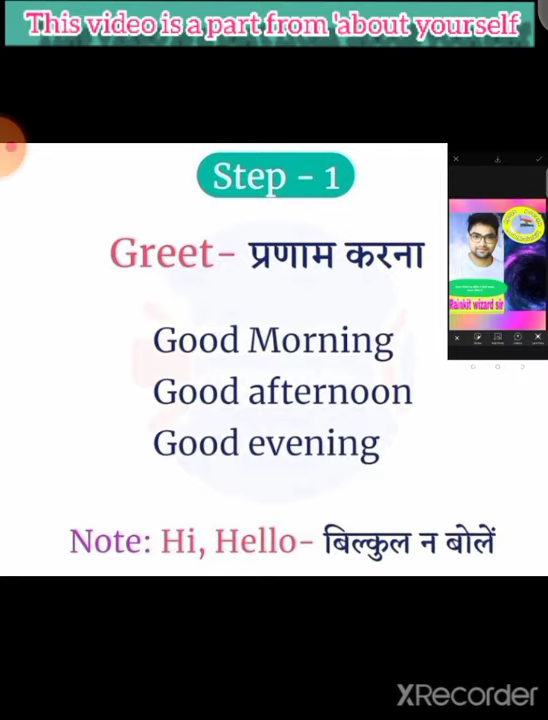 This video is a part from 'about yourself
Step - 1
Greet- प्रणाम करना
Good Morning
Good afternoon
Good evening
Rainkit wizard sir
Note: Hi, Hello- बिल्कुल न बोलें
XRecorder